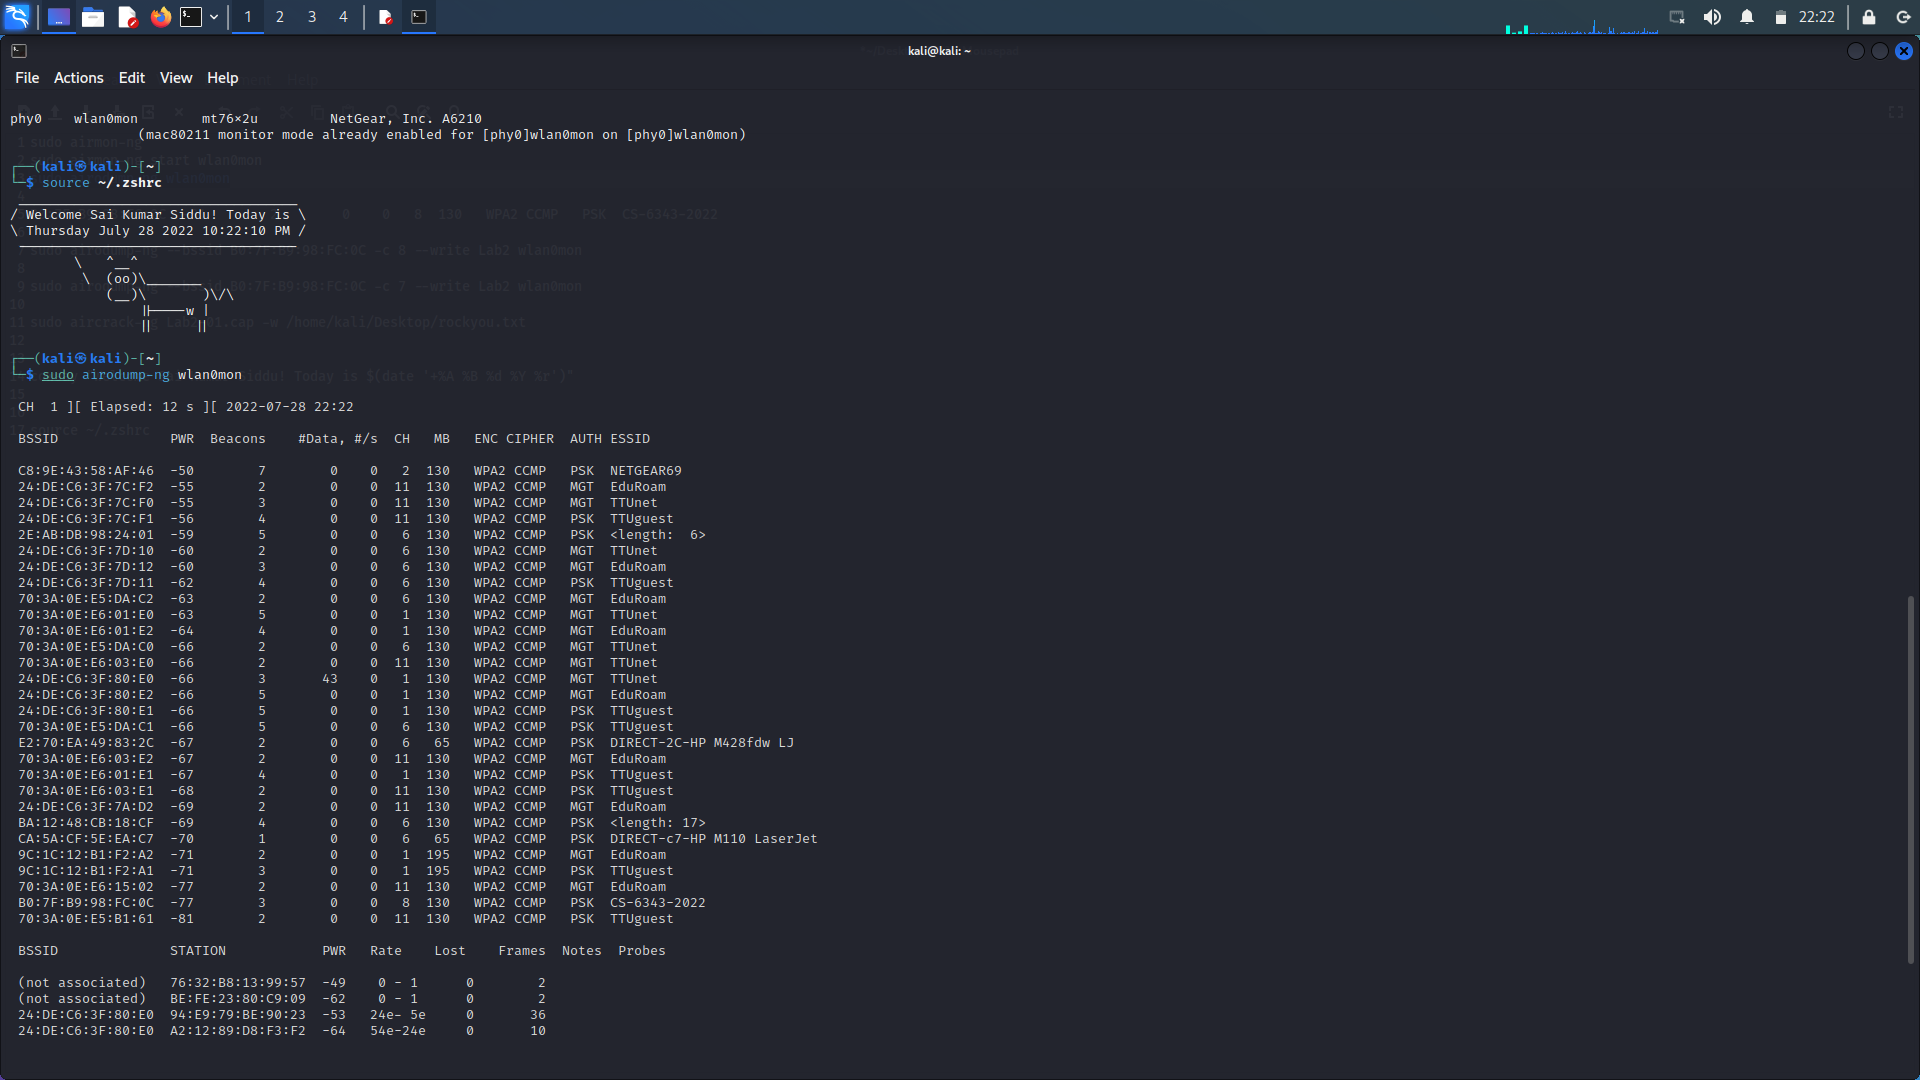 1 2 3 4 22:22
kali@kali: ~
File Actions Edit View Help
phy0 wlan0mon mt76×2u NetGear, Inc. A6210
(mac80211 monitor mode already enabled for [phy0]wlan0mon on [phy0]wlan0mon)
┌──(kali㉿kali)-[~]
└─$ source ~/.zshrc
/ Welcome Sai Kumar Siddu! Today is \
\ Thursday July 28 2022 10:22:10 PM /
\ ^__^
\ (oo)\_______
(__)\ )\/\
||----w |
|| ||
┌──(kali㉿kali)-[~]
└─$ sudo airodump-ng wlan0mon
CH 1 ][ Elapsed: 12 s ][ 2022-07-28 22:22
BSSID PWR Beacons #Data, #/s CH MB ENC CIPHER AUTH ESSID
C8:9E:43:58:AF:46 -50 7 0 0 2 130 WPA2 CCMP PSK NETGEAR69
24:DE:C6:3F:7C:F2 -55 2 0 0 11 130 WPA2 CCMP MGT EduRoam
24:DE:C6:3F:7C:F0 -55 3 0 0 11 130 WPA2 CCMP MGT TTUnet
24:DE:C6:3F:7C:F1 -56 4 0 0 11 130 WPA2 CCMP PSK TTUguest
2E:AB:DB:98:24:01 -59 5 0 0 6 130 WPA2 CCMP PSK <length: 6>
24:DE:C6:3F:7D:10 -60 2 0 0 6 130 WPA2 CCMP MGT TTUnet
24:DE:C6:3F:7D:12 -60 3 0 0 6 130 WPA2 CCMP MGT EduRoam
24:DE:C6:3F:7D:11 -62 4 0 0 6 130 WPA2 CCMP PSK TTUguest
70:3A:0E:E5:DA:C2 -63 2 0 0 6 130 WPA2 CCMP MGT EduRoam
70:3A:0E:E6:01:E0 -63 5 0 0 1 130 WPA2 CCMP MGT TTUnet
70:3A:0E:E6:01:E2 -64 4 0 0 1 130 WPA2 CCMP MGT EduRoam
70:3A:0E:E5:DA:C0 -66 2 0 0 6 130 WPA2 CCMP MGT TTUnet
70:3A:0E:E6:03:E0 -66 2 0 0 11 130 WPA2 CCMP MGT TTUnet
24:DE:C6:3F:80:E0 -66 3 43 0 1 130 WPA2 CCMP MGT TTUnet
24:DE:C6:3F:80:E2 -66 5 0 0 1 130 WPA2 CCMP MGT EduRoam
24:DE:C6:3F:80:E1 -66 5 0 0 1 130 WPA2 CCMP PSK TTUguest
70:3A:0E:E5:DA:C1 -66 5 0 0 6 130 WPA2 CCMP PSK TTUguest
E2:70:EA:49:83:2C -67 2 0 0 6 65 WPA2 CCMP PSK DIRECT-2C-HP M428fdw LJ
70:3A:0E:E6:03:E2 -67 2 0 0 11 130 WPA2 CCMP MGT EduRoam
70:3A:0E:E6:01:E1 -67 4 0 0 1 130 WPA2 CCMP PSK TTUguest
70:3A:0E:E6:03:E1 -68 2 0 0 11 130 WPA2 CCMP PSK TTUguest
24:DE:C6:3F:7A:D2 -69 2 0 0 11 130 WPA2 CCMP MGT EduRoam
BA:12:48:CB:18:CF -69 4 0 0 6 130 WPA2 CCMP PSK <length: 17>
CA:5A:CF:5E:EA:C7 -70 1 0 0 6 65 WPA2 CCMP PSK DIRECT-c7-HP M110 LaserJet
9C:1C:12:B1:F2:A2 -71 2 0 0 1 195 WPA2 CCMP MGT EduRoam
9C:1C:12:B1:F2:A1 -71 3 0 0 1 195 WPA2 CCMP PSK TTUguest
70:3A:0E:E6:15:02 -77 2 0 0 11 130 WPA2 CCMP MGT EduRoam
B0:7F:B9:98:FC:0C -77 3 0 0 8 130 WPA2 CCMP PSK CS-6343-2022
70:3A:0E:E5:B1:61 -81 2 0 0 11 130 WPA2 CCMP PSK TTUguest
BSSID STATION PWR Rate Lost Frames Notes Probes
(not associated) 76:32:B8:13:99:57 -49 0 - 1 0 2
(not associated) BE:FE:23:80:C9:09 -62 0 - 1 0 2
24:DE:C6:3F:80:E0 94:E9:79:BE:90:23 -53 24e- 5e 0 36
24:DE:C6:3F:80:E0 A2:12:89:D8:F3:F2 -64 54e-24e 0 10